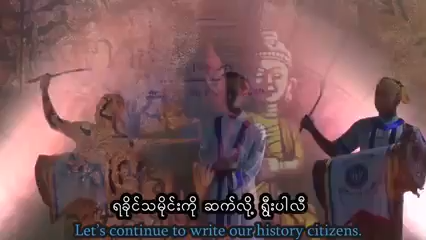 ရခိုင်သမိုင်းကို ဆက်လို့ ရွီးပါလီ
Let's continue to write our history citizens.